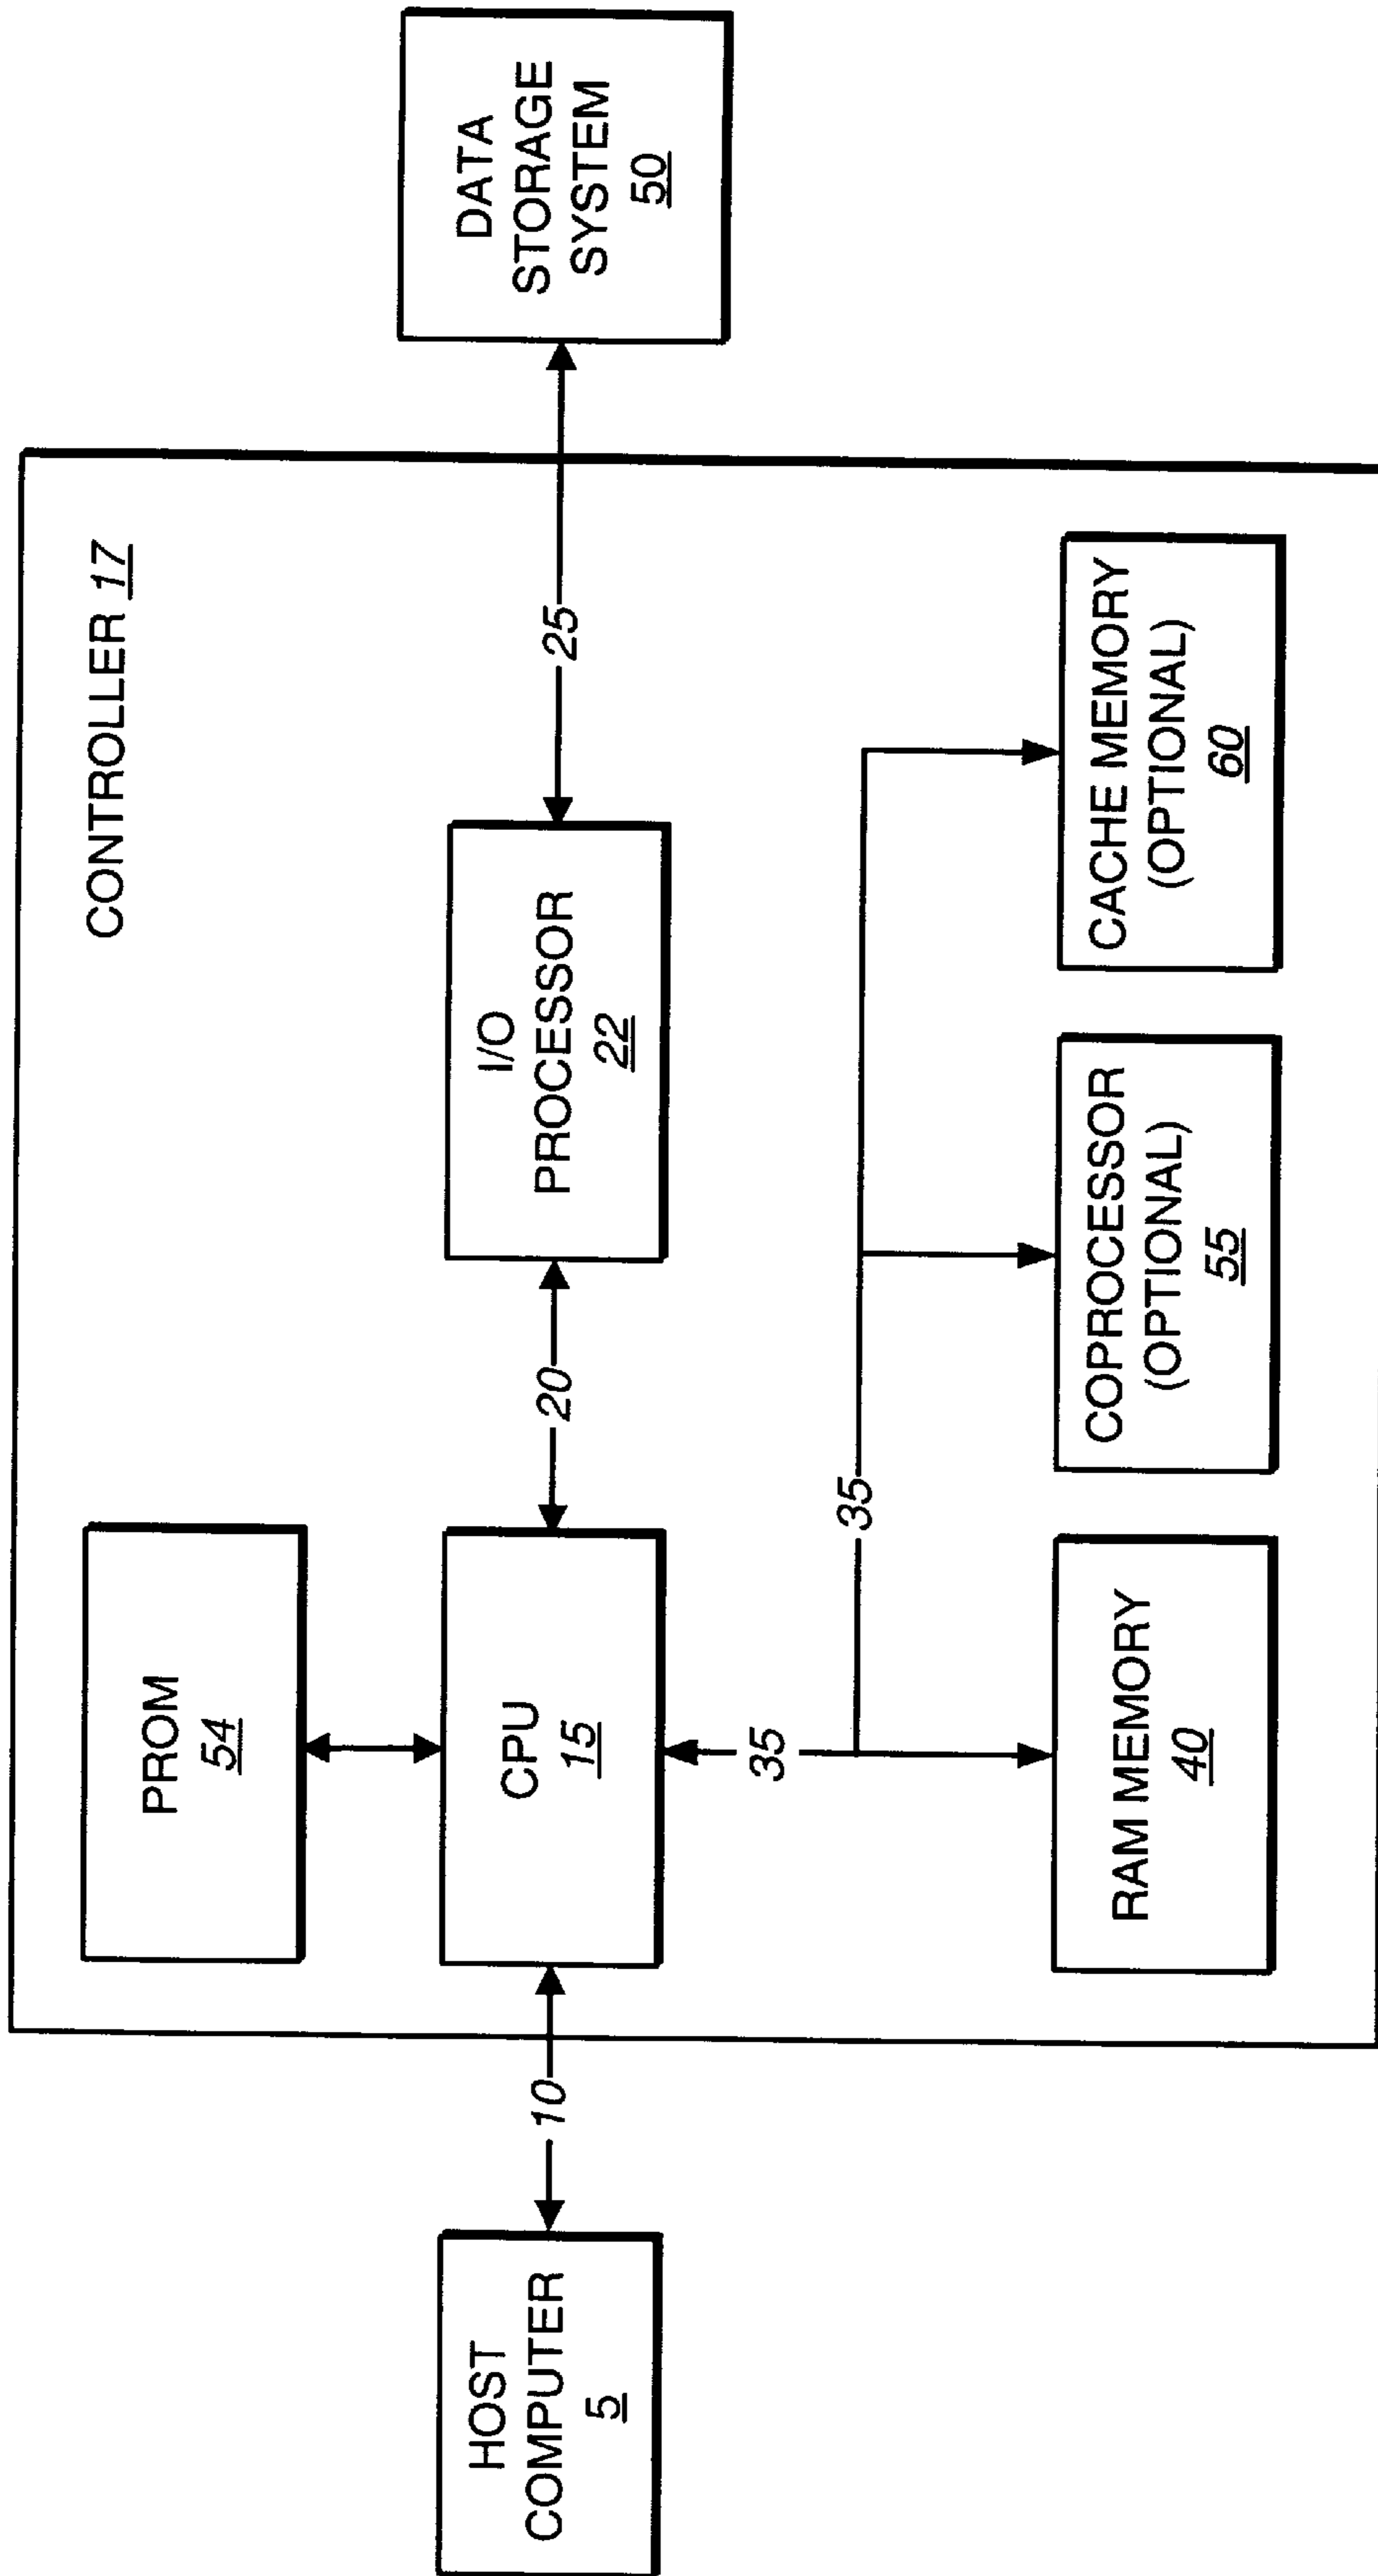 CONTROLLER 17
PROM
54
HOST
COMPUTER
5
10
CPU
15
20
I/O
PROCESSOR
22
25
DATA
STORAGE
SYSTEM
50
35
35
RAM MEMORY
40
COPROCESSOR
(OPTIONAL)
55
CACHE MEMORY
(OPTIONAL)
60